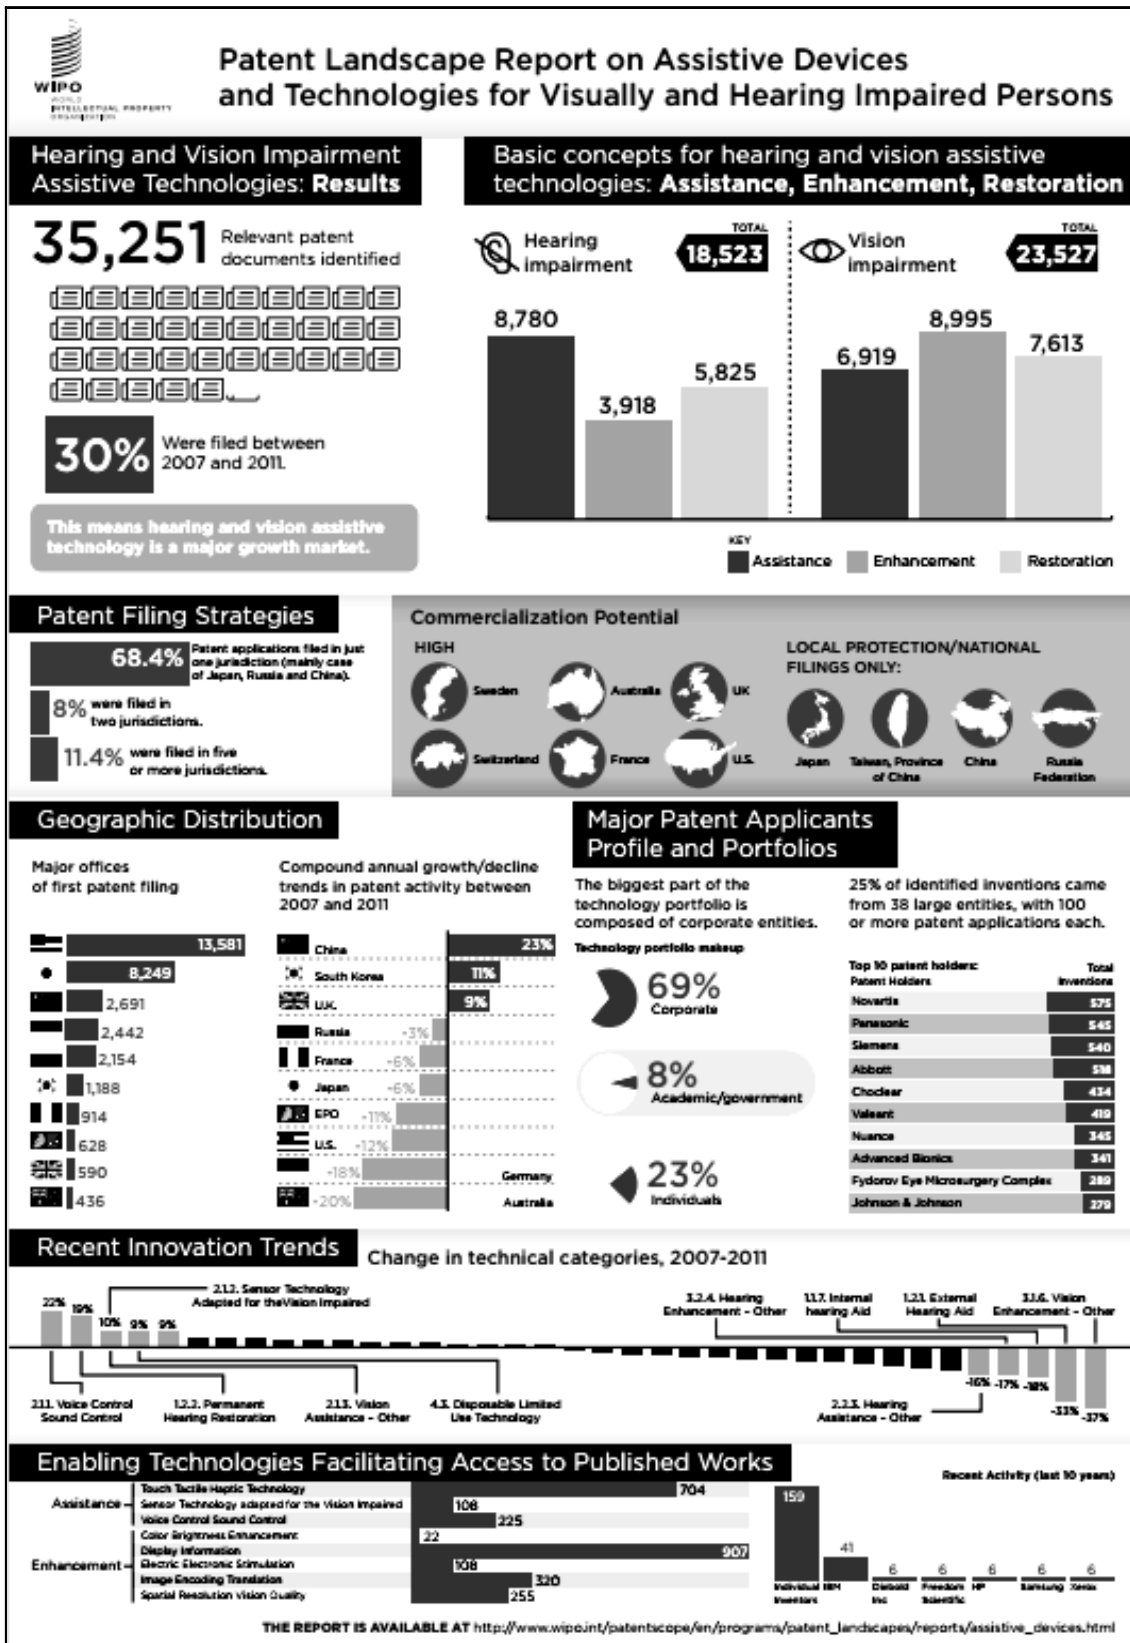 WIPO
WORLD
INTELLECTUAL PROPERTY
ORGANIZATION
Patent Landscape Report on Assistive Devices
and Technologies for Visually and Hearing Impaired Persons
Hearing and Vision Impairment
Assistive Technologies: Results
35,251 Relevant patent
documents identified
30% Were filed between
2007 and 2011.
This means hearing and vision assistive
technology is a major growth market.
Basic concepts for hearing and vision assistive
technologies: Assistance, Enhancement, Restoration
Hearing
impairment
TOTAL
18,523
Vision
impairment
TOTAL
23,527
8,780
3,918
5,825
6,919
8,995
7,613
KEY
Assistance
Enhancement
Restoration
Patent Filing Strategies
68.4% Patent applications filed in just
one jurisdiction (mainly case
of Japan, Russia and China).
8% were filed in
two jurisdictions.
11.4% were filed in five
or more jurisdictions.
Commercialization Potential
HIGH
Sweden
Australia
UK
Switzerland
France
U.S.
LOCAL PROTECTION/NATIONAL
FILINGS ONLY:
Japan
Taiwan, Province
of China
China
Russia
Federation
Geographic Distribution
Major offices
of first patent filing
13,581
8,249
2,691
2,442
2,154
1,188
914
628
590
436
Compound annual growth/decline
trends in patent activity between
2007 and 2011
China 23%
South Korea 11%
U.K. 9%
Russia -3%
France -6%
Japan -6%
EPO -11%
U.S. -12%
-18% Germany
-20% Australia
Major Patent Applicants
Profile and Portfolios
The biggest part of the
technology portfolio is
composed of corporate entities.
Technology portfolio makeup
69%
Corporate
8%
Academic/government
23%
Individuals
25% of identified inventions came
from 38 large entities, with 100
or more patent applications each.
Top 10 patent holders:
Patent Holders
Total
Inventions
Novartis 575
Panasonic 545
Siemens 540
Abbott 518
Choclear 434
Valeant 419
Nuance 345
Advanced Bionics 341
Fydorov Eye Microsurgery Complex 289
Johnson & Johnson 279
Recent Innovation Trends
Change in technical categories, 2007-2011
2.1.2. Sensor Technology
Adapted for theVision Impaired
22%
19%
10%
9%
9%
2.1.1. Voice Control
Sound Control
1.2.2. Permanent
Hearing Restoration
2.1.3. Vision
Assistance - Other
4.3. Disposable Limited
Use Technology
3.2.4. Hearing
Enhancement - Other
1.1.7. Internal
hearing Aid
1.2.1. External
Hearing Aid
3.1.6. Vision
Enhancement - Other
2.2.3. Hearing
Assistance - Other
-16%
-17%
-18%
-33%
-37%
Enabling Technologies Facilitating Access to Published Works
Assistance
Touch Tactile Haptic Technology 704
Sensor Technology adapted for the Vision Impaired 108
Voice Control Sound Control 225
Enhancement
Color Brightness Enhancement 22
Display Information 907
Electric Electronic Stimulation 108
Image Encoding Translation 320
Spatial Resolution Vision Quality 255
Recent Activity (last 10 years)
159
41
6
6
6
6
6
Individual
Inventors
IBM
Diebold
Inc
Freedom
Scientific
HP
Samsung
Xerox
THE REPORT IS AVAILABLE AT http://www.wipo.int/patentscope/en/programs/patent_landscapes/reports/assistive_devices.html